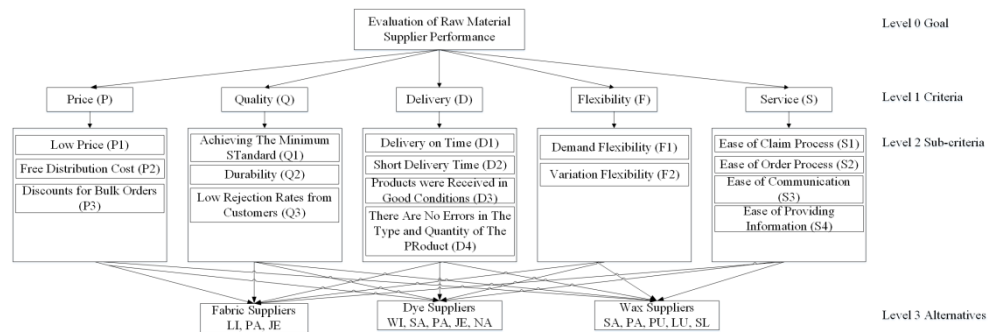 Evaluation of Raw Material
Supplier Performance
Level 0 Goal
Price (P)
Quality (Q)
Delivery (D)
Flexibility (F)
Service (S)
Level 1 Criteria
Low Price (P1)
Free Distribution Cost (P2)
Discounts for Bulk Orders
(P3)
Achieving The Minimum
STandard (Q1)
Durability (Q2)
Low Rejection Rates from
Customers (Q3)
Delivery on Time (D1)
Short Delivery Time (D2)
Products were Received in
Good Conditions (D3)
There Are No Errors in The
Type and Quantity of The
PRoduct (D4)
Demand Flexibility (F1)
Variation Flexibility (F2)
Ease of Claim Process (S1)
Ease of Order Process (S2)
Ease of Communication
(S3)
Ease of Providing
Information (S4)
Level 2 Sub-criteria
Fabric Suppliers
LI, PA, JE
Dye Suppliers
WI, SA, PA, JE, NA
Wax Suppliers
SA, PA, PU, LU, SL
Level 3 Alternatives